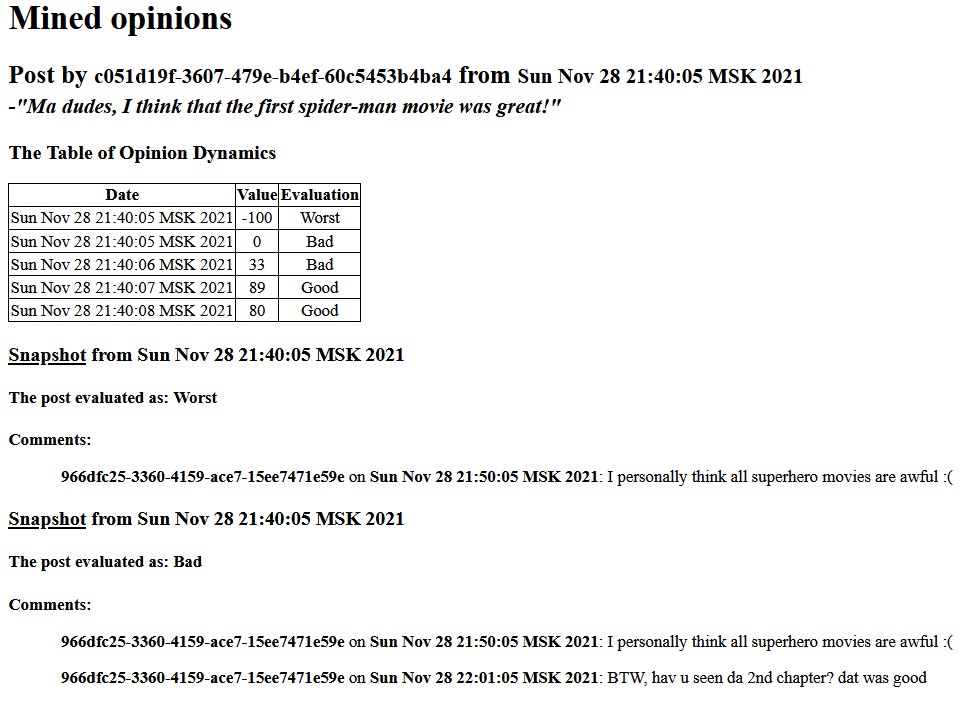 Mined opinions
Post by c051d19f-3607-479e-b4ef-60c5453b4ba4 from Sun Nov 28 21:40:05 MSK 2021
-"Ma dudes, I think that the first spider-man movie was great!"
The Table of Opinion Dynamics
Date Value Evaluation
Sun Nov 28 21:40:05 MSK 2021 -100 Worst
Sun Nov 28 21:40:05 MSK 2021 0 Bad
Sun Nov 28 21:40:06 MSK 2021 33 Bad
Sun Nov 28 21:40:07 MSK 2021 89 Good
Sun Nov 28 21:40:08 MSK 2021 80 Good
Snapshot from Sun Nov 28 21:40:05 MSK 2021
The post evaluated as: Worst
Comments:
966dfc25-3360-4159-ace7-15ee7471e59e on Sun Nov 28 21:50:05 MSK 2021: I personally think all superhero movies are awful :(
Snapshot from Sun Nov 28 21:40:05 MSK 2021
The post evaluated as: Bad
Comments:
966dfc25-3360-4159-ace7-15ee7471e59e on Sun Nov 28 21:50:05 MSK 2021: I personally think all superhero movies are awful :(
966dfc25-3360-4159-ace7-15ee7471e59e on Sun Nov 28 22:01:05 MSK 2021: BTW, hav u seen da 2nd chapter? dat was good